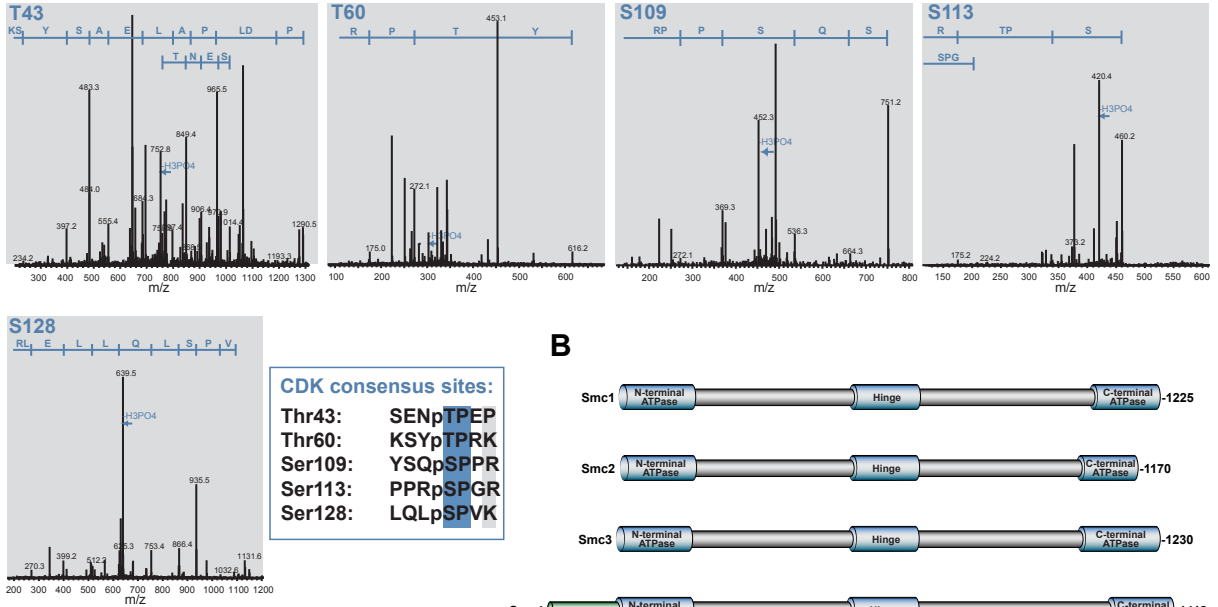 T43
KS Y S A E L A P LD P
T N E S
483.3
965.5
849.4
752.8
-H3PO4
484.0
684.3
906.4
555.4
397.2
1290.5
1193.3
234.2
300 400 500 600 700 800 900 1000 1100 1200 1300
m/z
T60
R P T Y
453.1
272.1
-H3PO4
175.0
616.2
100 200 300 400 500 600
m/z
S109
RP P S Q S
751.2
452.3
-H3PO4
369.3
536.3
664.3
272.1
200 300 400 500 600 700 800
m/z
S113
R TP S
SPG
420.4
-H3PO4
460.2
373.2
175.2
224.2
150 200 250 300 350 400 450 500 550 600
m/z
S128
RL E L L Q L S P V
639.5
-H3PO4
935.5
753.4
866.4
399.2
512.3
270.3
1131.6
1032.6
200 300 400 500 600 700 800 900 1000 1100 1200
m/z
CDK consensus sites:
Thr43: SENpTPEP
Thr60: KSYpTPRK
Ser109: YSQpSPPR
Ser113: PPRpSPGR
Ser128: LQLpSPVK
B
Smc1 N-terminal ATPase Hinge C-terminal ATPase -1225
Smc2 N-terminal ATPase Hinge C-terminal ATPase -1170
Smc3 N-terminal ATPase Hinge C-terminal ATPase -1230
N-terminal C-terminal